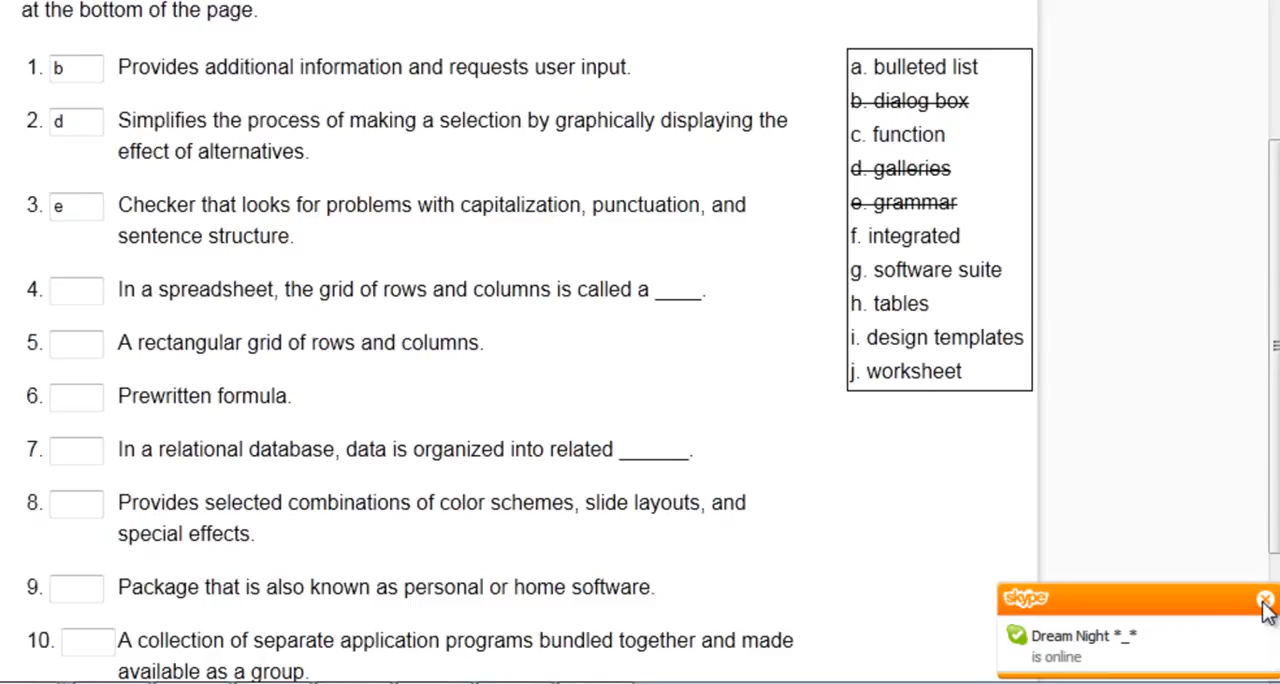 at the bottom of the page.
1. b Provides additional information and requests user input.
2. d Simplifies the process of making a selection by graphically displaying the
effect of alternatives.
3. e Checker that looks for problems with capitalization, punctuation, and
sentence structure.
4. In a spreadsheet, the grid of rows and columns is called a ____.
5. A rectangular grid of rows and columns.
6. Prewritten formula.
7. In a relational database, data is organized into related ______.
8. Provides selected combinations of color schemes, slide layouts, and
special effects.
9. Package that is also known as personal or home software.
10. A collection of separate application programs bundled together and made
available as a group.
a. bulleted list
b. dialog box
c. function
d. galleries
e. grammar
f. integrated
g. software suite
h. tables
i. design templates
j. worksheet
skype
Dream Night *_*
is online